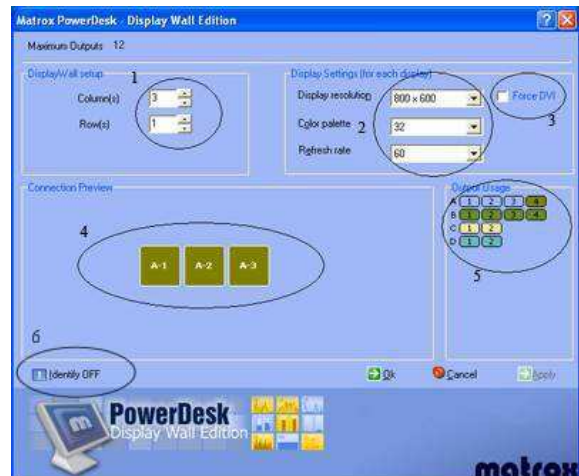 Matrox PowerDesk - Display Wall Edition
Maximum Outputs 12
DisplayWall setup
1
Column(s) 3
Row(s) 1
Display Settings (for each display)
Display resolution 800 x 600
Force DVI
3
Color palette 2 32
Refresh rate 60
Connection Preview
4
A-1 A-2 A-3
Output Usage
A 1 2 3 4
B 1 2 3 4
C 1 2
D 1 2
5
6
Identify OFF
Ok
Cancel
Apply
m
PowerDesk
Display Wall Edition
matrox